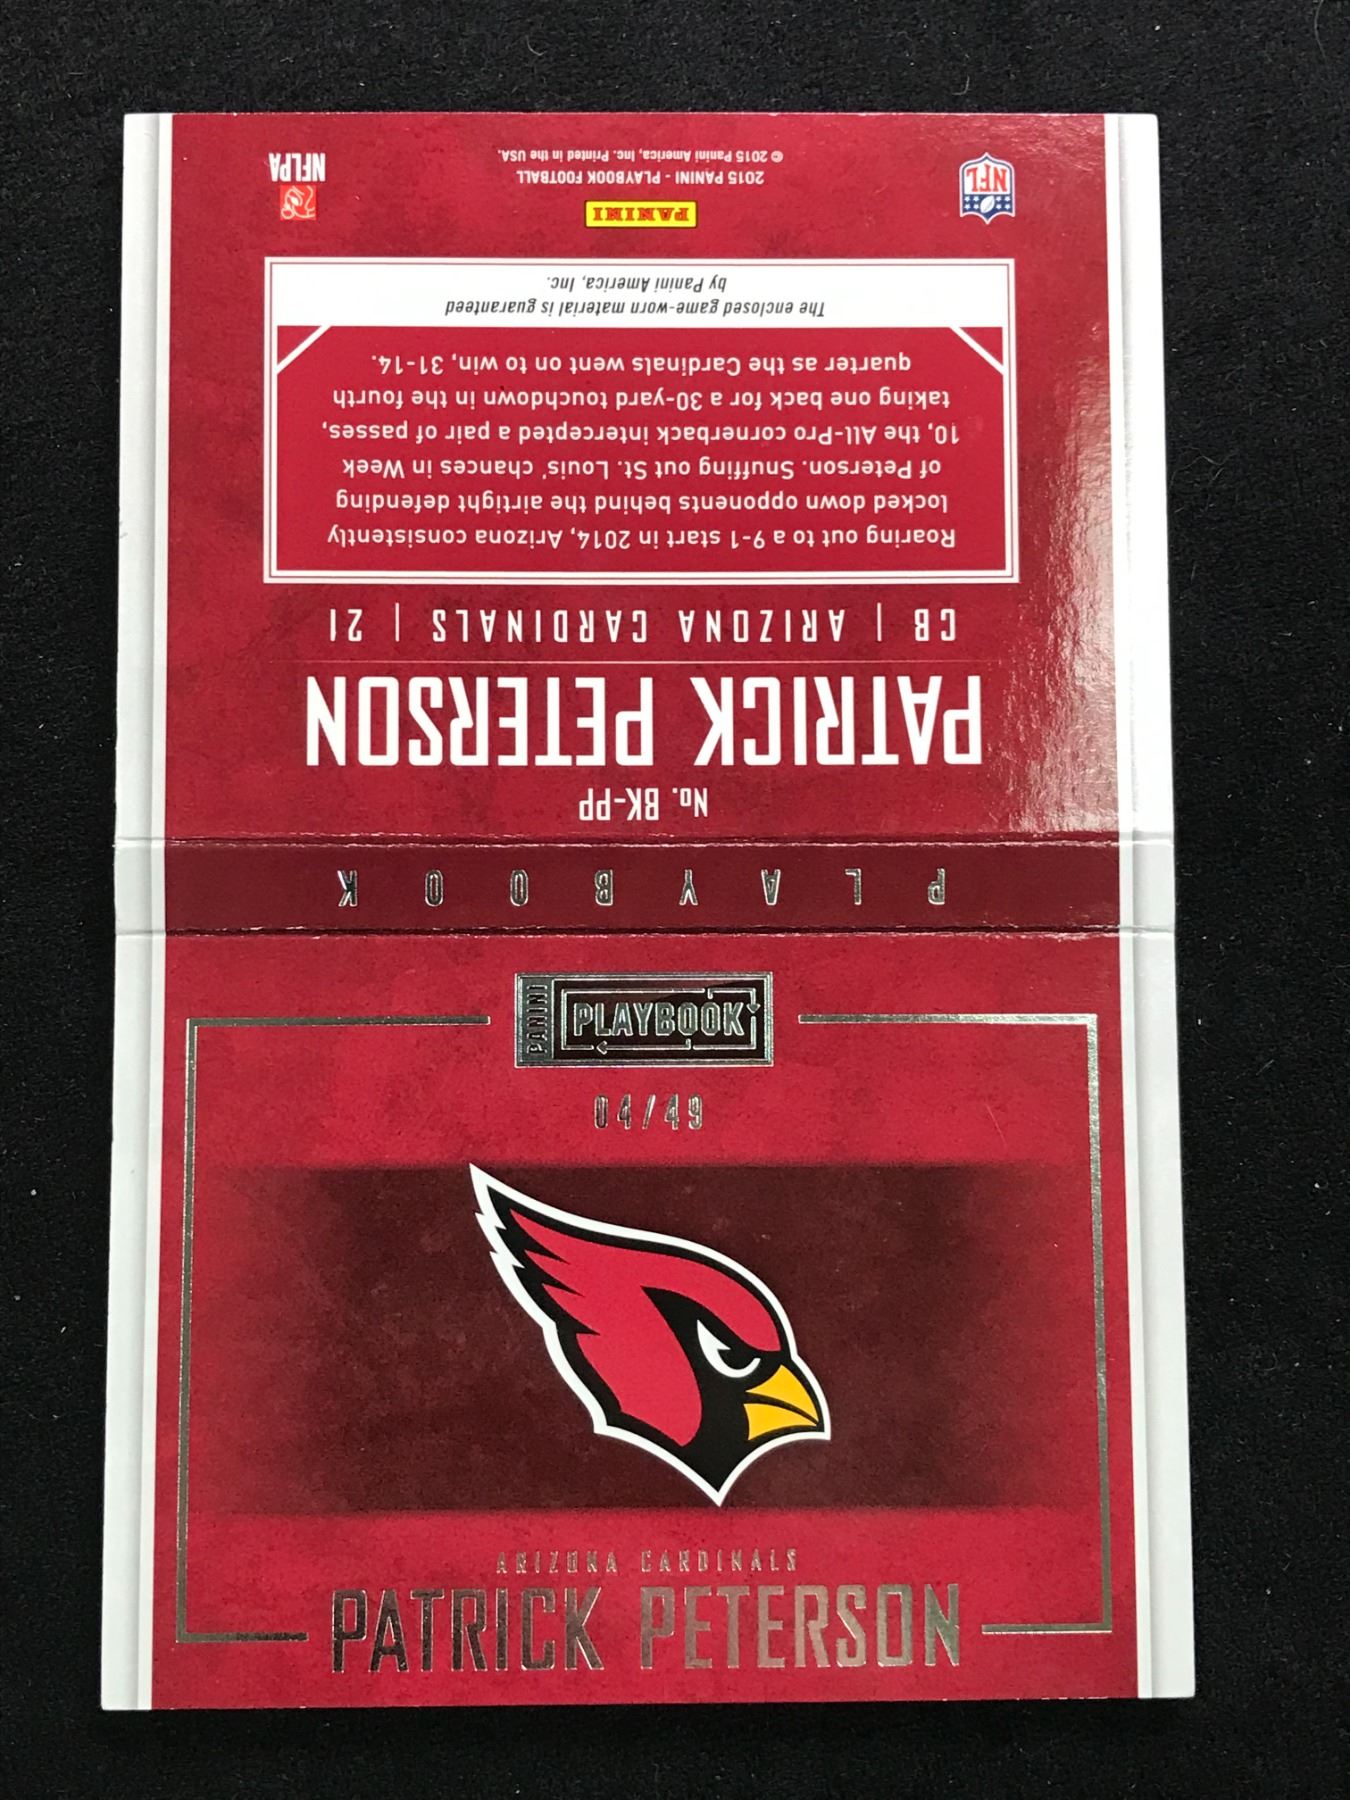 PANINI
PLAYBOOK
04/49
ARIZONA CARDINALS
PATRICK PETERSON
PLAYBOOK
No. BK-PP
PATRICK PETERSON
CB | ARIZONA CARDINALS | 21
Roaring out to a 9-1 start in 2014, Arizona consistently
locked down opponents behind the airtight defending
of Peterson. Snuffing out St. Louis' chances in Week
10, the All-Pro cornerback intercepted a pair of passes,
taking one back for a 30-yard touchdown in the fourth
quarter as the Cardinals went on to win, 31-14.
The enclosed game-worn material is guaranteed
by Panini America, Inc.
PANINI
2015 PANINI - PLAYBOOK FOOTBALL
© 2015 Panini America, Inc. Printed in the USA.
NFL
NFLPA